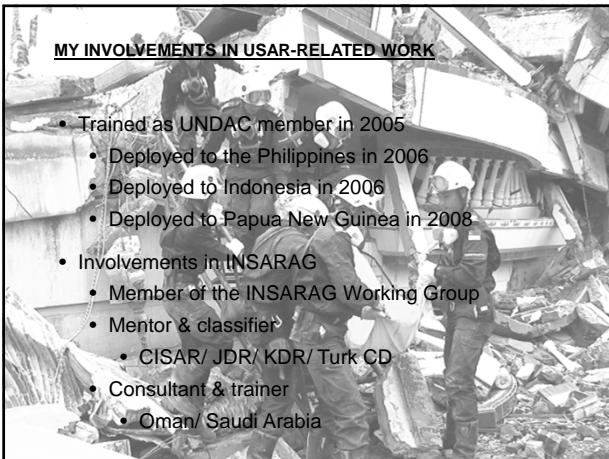 MY INVOLVEMENTS IN USAR-RELATED WORK
• Trained as UNDAC member in 2005
• Deployed to the Philippines in 2006
• Deployed to Indonesia in 2006
• Deployed to Papua New Guinea in 2008
• Involvements in INSARAG
• Member of the INSARAG Working Group
• Mentor & classifier
• CISAR/ JDR/ KDR/ Turk CD
• Consultant & trainer
• Oman/ Saudi Arabia